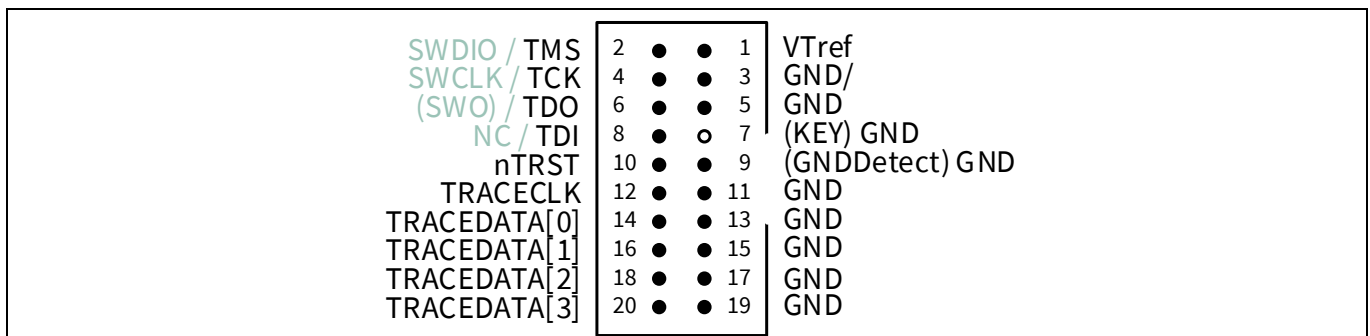 SWDIO / TMS 2 1 VTref
SWCLK / TCK 4 3 GND/
(SWO) / TDO 6 5 GND
NC / TDI 8 7 (KEY) GND
nTRST 10 9 (GNDDetect) GND
TRACECLK 12 11 GND
TRACEDATA[0] 14 13 GND
TRACEDATA[1] 16 15 GND
TRACEDATA[2] 18 17 GND
TRACEDATA[3] 20 19 GND